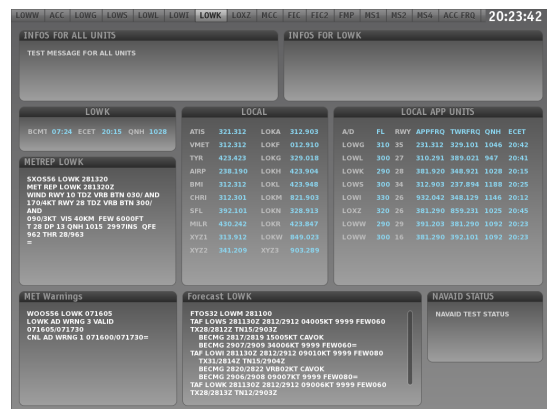 LOWW ACC LOWG LOWS LOWL LOWI LOWK LOXZ MCC FIC FIC2 FMP MS1 MS2 MS4 ACC FRQ 20:23:42
INFOS FOR ALL UNITS
TEST MESSAGE FOR ALL UNITS
INFOS FOR LOWK
LOWK
BCMT 07:24 ECET 20:15 QNH 1028
METREP LOWK
SXOS56 LOWK 281320
MET REP LOWK 281320Z
WIND RWY 10 TDZ VRB BTN 030/ AND
170/4KT RWY 28 TDZ VRB BTN 300/
AND
090/3KT VIS 40KM FEW 6000FT
T 28 DP 13 QNH 1015 2997INS QFE
962 THR 28/963
=
LOCAL
ATIS 321.312 LOKA 312.903
VMET 312.312 LOKF 012.910
TYR 423.423 LOKG 329.018
AIRP 238.190 LOKH 423.904
BMI 312.312 LOKL 423.948
CHRI 312.301 LOKM 821.903
SFL 392.101 LOKN 328.913
MILR 430.242 LOKR 423.847
XYZ1 313.912 LOKW 849.023
XYZ2 341.209 XYZ3 903.289
LOCAL APP UNITS
A/D FL RWY APPFRQ TWRFRQ QNH ECET
LOWG 310 35 231.312 329.101 1046 20:42
LOWL 300 27 310.291 389.021 947 20:41
LOWK 290 28 381.920 348.921 1028 20:15
LOWS 300 34 312.903 237.894 1188 20:25
LOWI 330 26 932.042 348.129 1146 20:12
LOXZ 320 26 381.290 859.231 1025 20:45
LOWW 290 29 391.203 381.290 1092 20:23
LOWW 300 16 381.290 392.101 1092 20:23
MET Warnings
WOOS56 LOWK 071605
LOWK AD WRNG 3 VALID
071605/071730
CNL AD WRNG 1 071600/071730=
Forecast LOWK
FTOS32 LOWM 281100
TAF LOWS 281130Z 2812/2912 04005KT 9999 FEW060
TX28/2812Z TN15/2903Z
BECMG 2817/2819 15005KT CAVOK
BECMG 2907/2909 34006KT 9999 FEW060=
TAF LOWI 281130Z 2812/2912 09010KT 9999 FEW080
TX31/2814Z TN15/2904Z
BECMG 2820/2822 VRB02KT CAVOK
BECMG 2906/2908 09007KT 9999 FEW080=
TAF LOWK 281130Z 2812/2912 09006KT 9999 FEW060
TX28/2813Z TN12/2903Z
NAVAID STATUS
NAVAID TEST STATUS